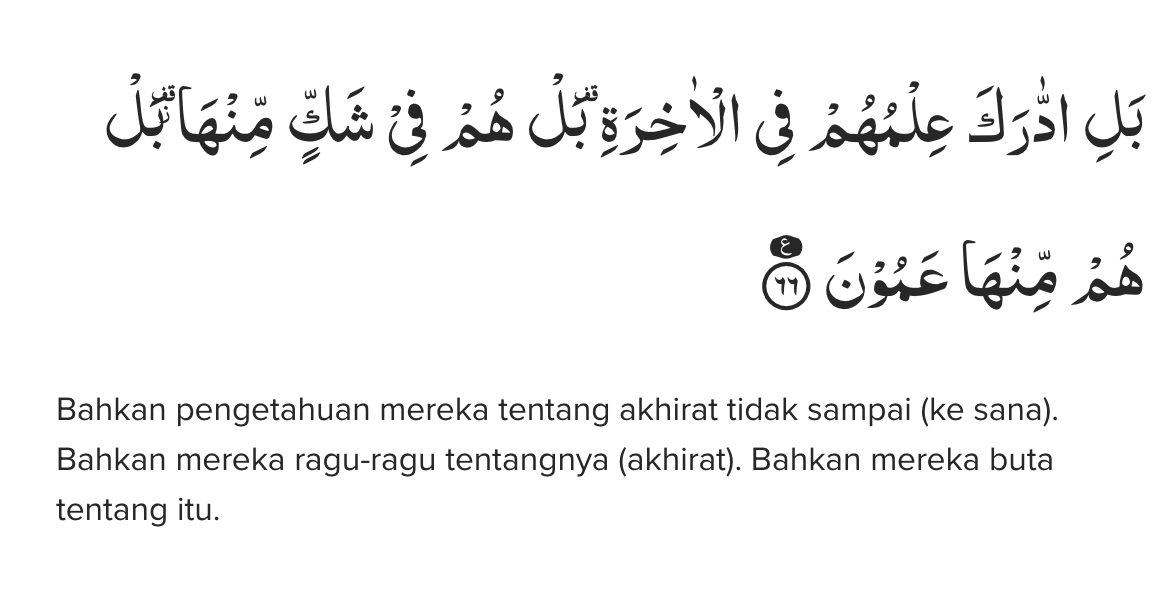 بَلِ ادّٰرَكَ عِلْمُهُمْ فِى الْاٰخِرَةِۗ بَلْ هُمْ فِيْ شَكٍّ مِّنْهَاۗ بَلْ
هُمْ مِّنْهَا عَمُوْنَ ࣖ ٦٦
Bahkan pengetahuan mereka tentang akhirat tidak sampai (ke sana).
Bahkan mereka ragu-ragu tentangnya (akhirat). Bahkan mereka buta
tentang itu.